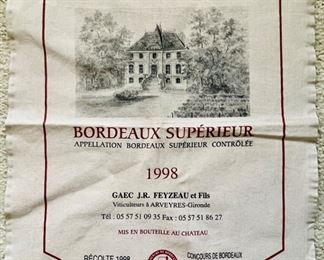 BORDEAUX SUPÉRIEUR
APPELLATION BORDEAUX SUPÉRIEUR CONTRÔLÉE
1998
GAEC J.R. FEYZEAU et Fils
Viticulteurs à ARVEYRES-Gironde
Tél : 05 57 51 09 35 Fax : 05 57 51 86 27
MIS EN BOUTEILLE AU CHATEAU
RÉCOLTE 1998
CONCOURS DE BORDEAUX